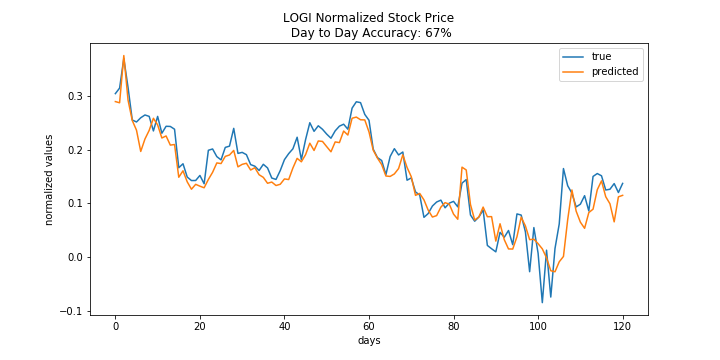 LOGI Normalized Stock Price
Day to Day Accuracy: 67%
true
predicted
normalized values
0.3
0.2
0.1
0.0
−0.1
0 20 40 60 80 100 120
days